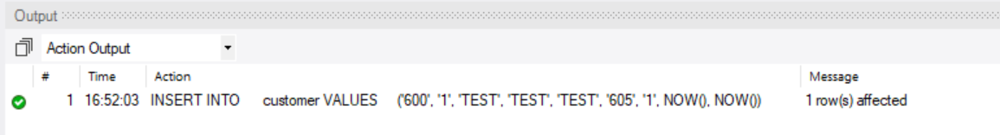 Output
Action Output
# Time Action Message
1 16:52:03 INSERT INTO customer VALUES ('600', '1', 'TEST', 'TEST', 'TEST', '605', '1', NOW(), NOW()) 1 row(s) affected